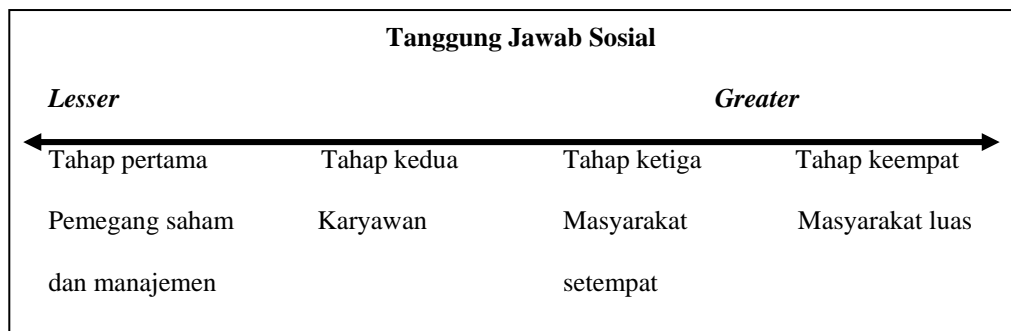 Tanggung Jawab Sosial
Lesser Greater
Tahap pertama Tahap kedua Tahap ketiga Tahap keempat
Pemegang saham Karyawan Masyarakat Masyarakat luas
dan manajemen setempat